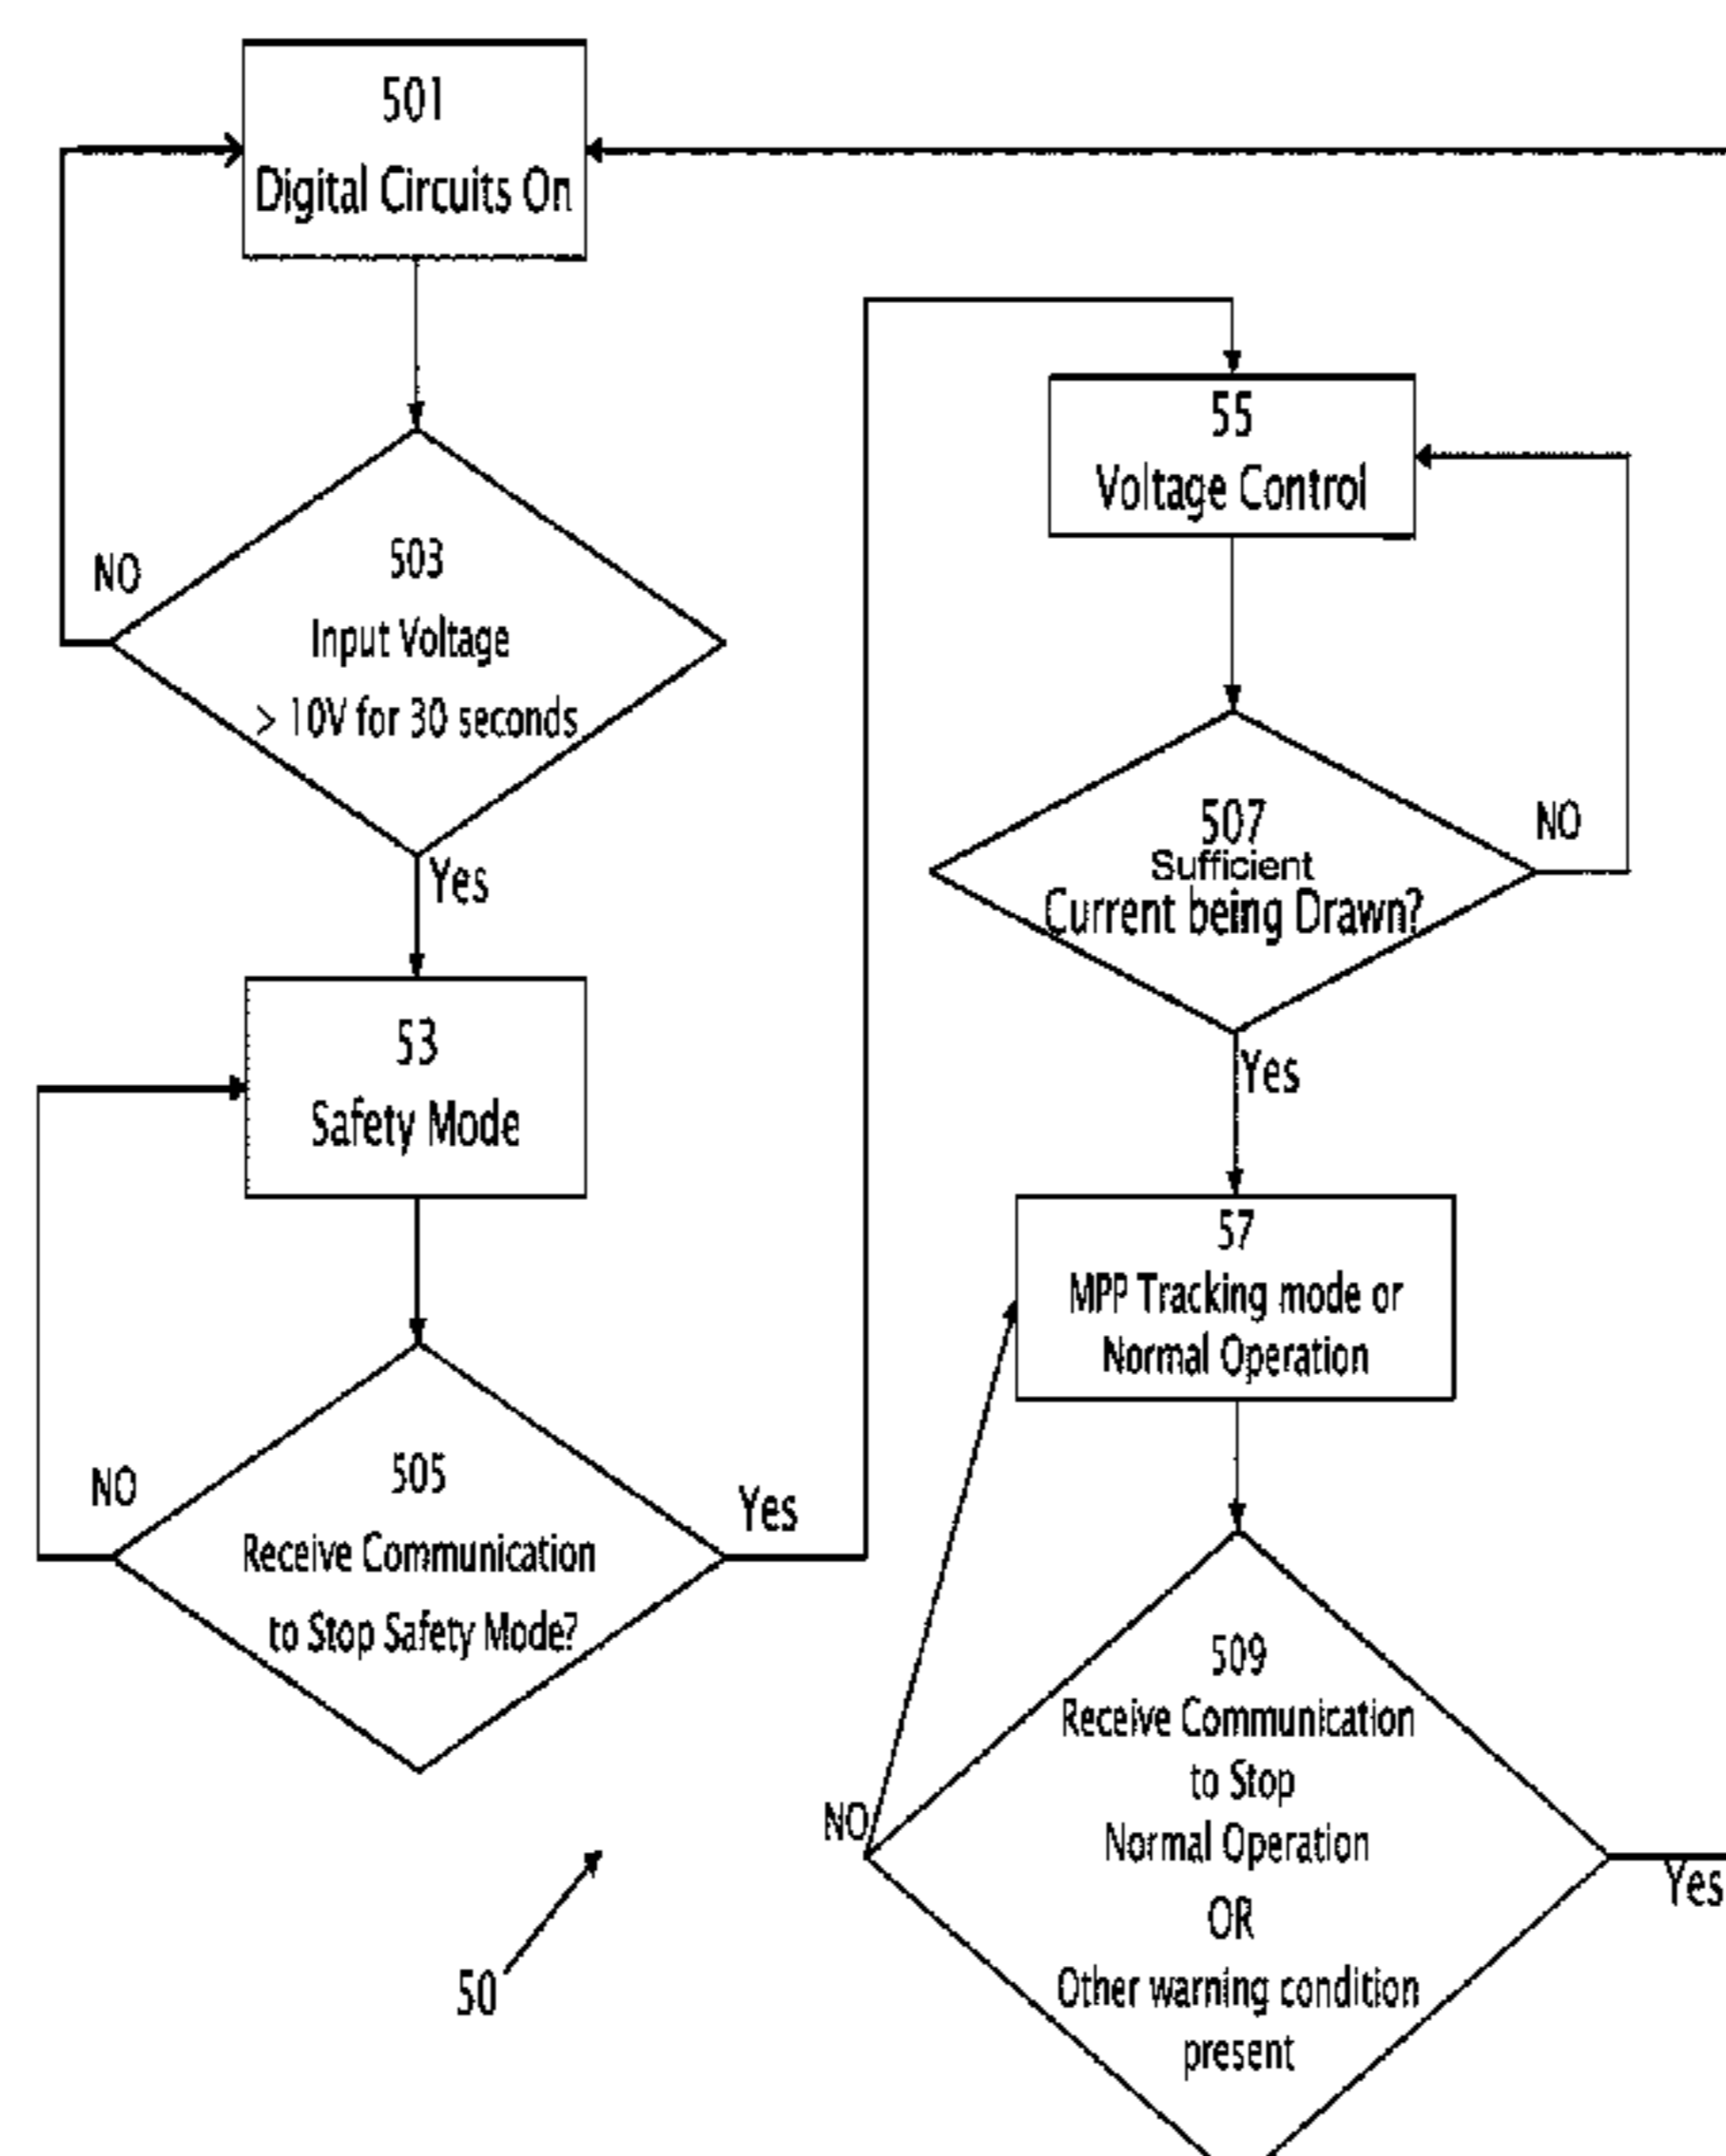 501
Digital Circuits On
NO
503
Input Voltage
> 10V for 30 seconds
Yes
53
Safety Mode
NO
505
Receive Communication
to Stop Safety Mode?
Yes
50
55
Voltage Control
507
Sufficient
Current being Drawn?
NO
Yes
57
MPP Tracking mode or
Normal Operation
NO
509
Receive Communication
to Stop
Normal Operation
OR
Other warning condition
present
Yes